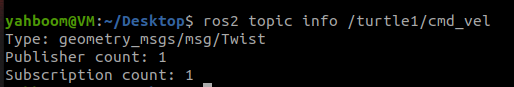 yahboom@VM:~/Desktop$ ros2 topic info /turtle1/cmd_vel
Type: geometry_msgs/msg/Twist
Publisher count: 1
Subscription count: 1